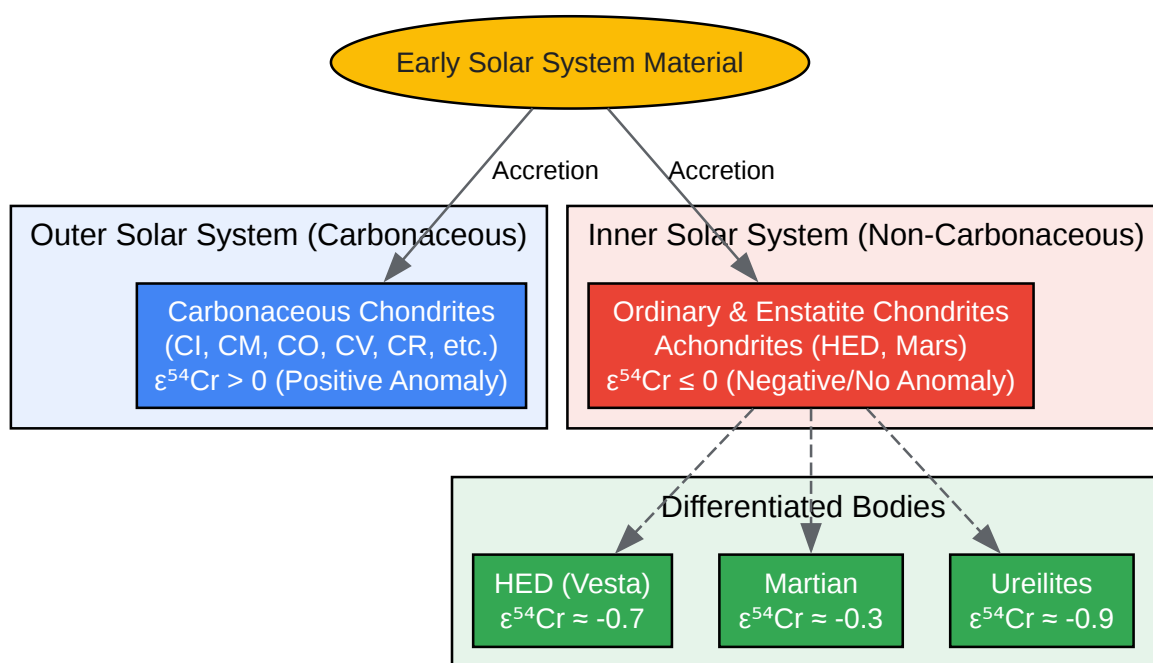 Early Solar System Material
Accretion
Accretion
Outer Solar System (Carbonaceous)
Carbonaceous Chondrites
(CI, CM, CO, CV, CR, etc.)
ε⁵⁴Cr > 0 (Positive Anomaly)
Inner Solar System (Non-Carbonaceous)
Ordinary & Enstatite Chondrites
Achondrites (HED, Mars)
ε⁵⁴Cr ≤ 0 (Negative/No Anomaly)
Differentiated Bodies
HED (Vesta)
ε⁵⁴Cr ≈ -0.7
Martian
ε⁵⁴Cr ≈ -0.3
Ureilites
ε⁵⁴Cr ≈ -0.9